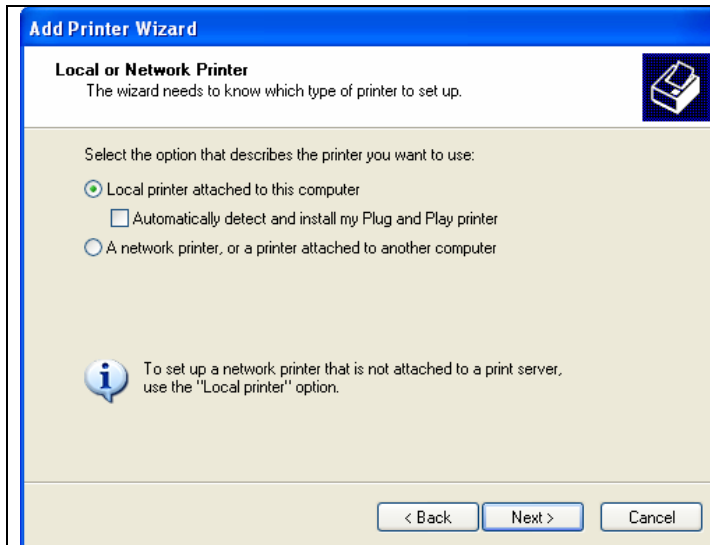 Add Printer Wizard
Local or Network Printer
The wizard needs to know which type of printer to set up.
Select the option that describes the printer you want to use:
Local printer attached to this computer
Automatically detect and install my Plug and Play printer
A network printer, or a printer attached to another computer
To set up a network printer that is not attached to a print server,
use the "Local printer" option.
< Back Next > Cancel